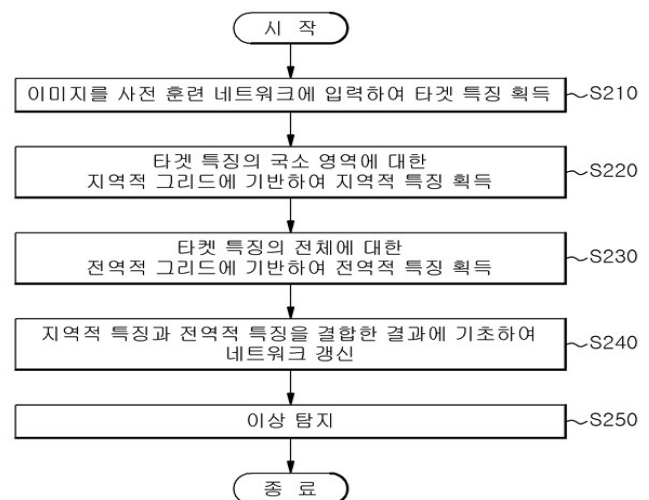 시 작
이미지를 사전 훈련 네트워크에 입력하여 타겟 특징 획득
S210
타겟 특징의 국소 영역에 대한
지역적 그리드에 기반하여 지역적 특징 획득
S220
타켓 특징의 전체에 대한
전역적 그리드에 기반하여 전역적 특징 획득
S230
지역적 특징과 전역적 특징을 결합한 결과에 기초하여
네트워크 갱신
S240
이상 탐지
S250
종 료